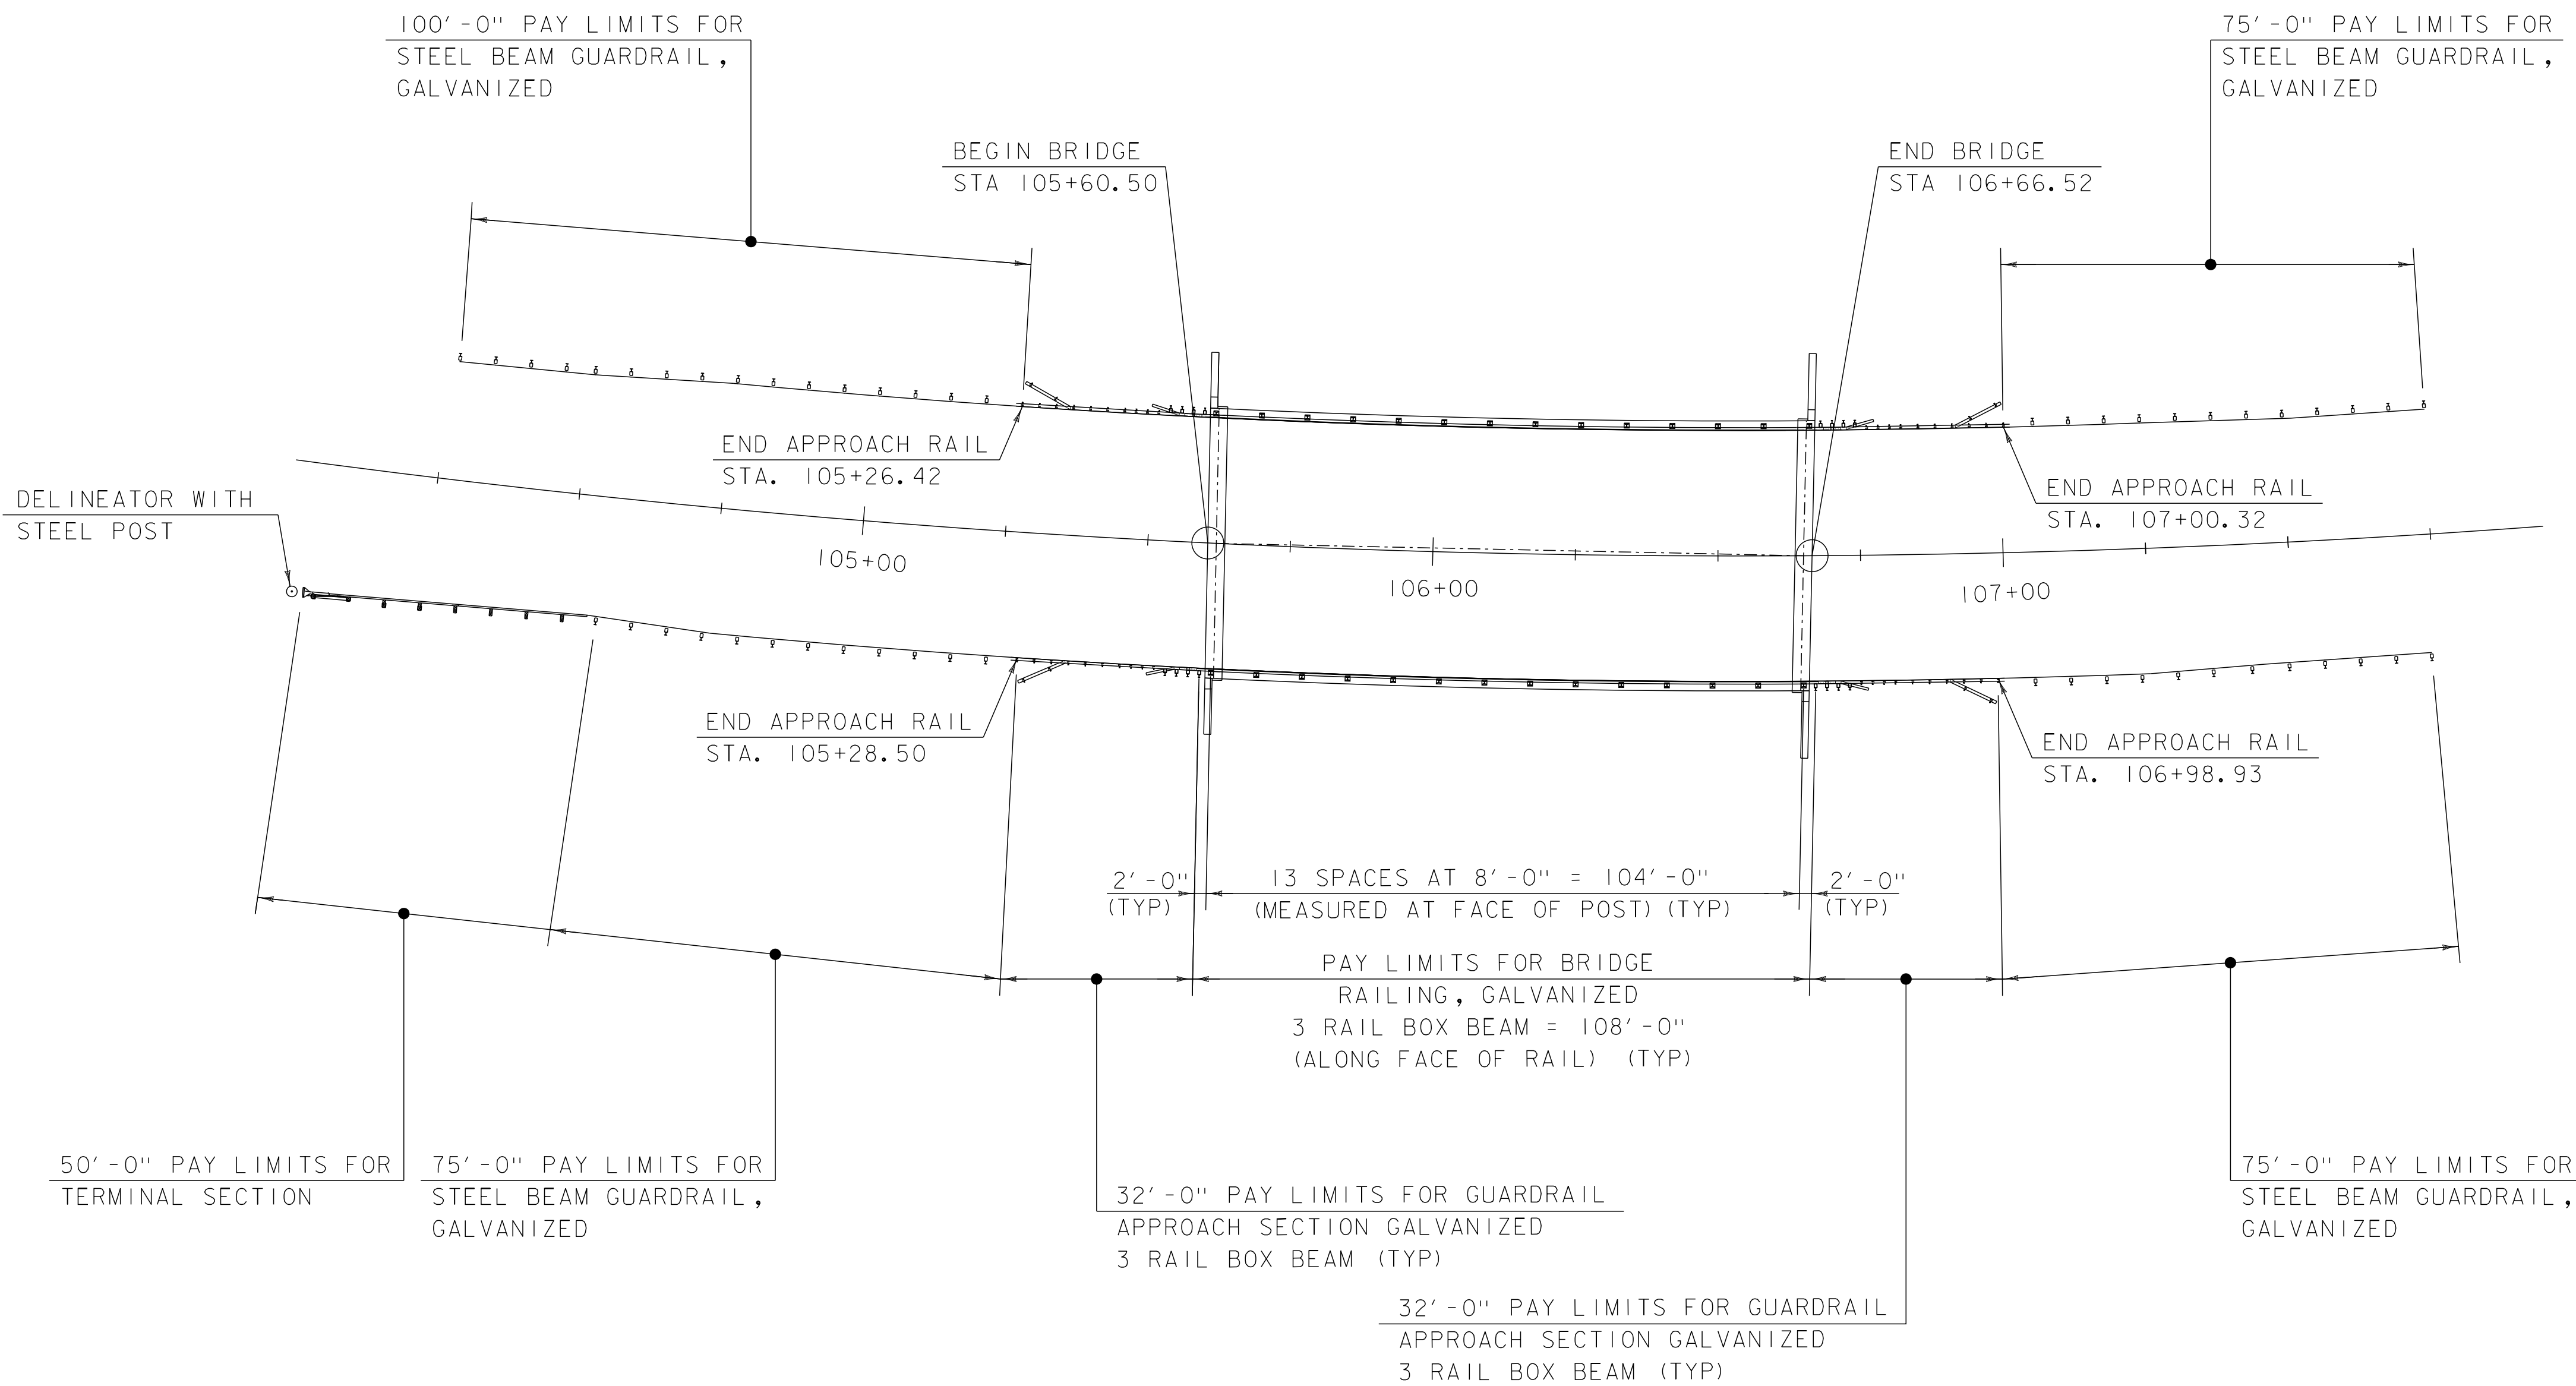 100'-0" PAY LIMITS FOR
STEEL BEAM GUARDRAIL,
GALVANIZED
75'-0" PAY LIMITS FOR
STEEL BEAM GUARDRAIL,
GALVANIZED
BEGIN BRIDGE
STA 105+60.50
END BRIDGE
STA 106+66.52
END APPROACH RAIL
STA. 105+26.42
END APPROACH RAIL
STA. 107+00.32
DELINEATOR WITH
STEEL POST
105+00
106+00
107+00
END APPROACH RAIL
STA. 105+28.50
END APPROACH RAIL
STA. 106+98.93
2'-0"
(TYP)
13 SPACES AT 8'-0" = 104'-0"
(MEASURED AT FACE OF POST) (TYP)
2'-0"
(TYP)
PAY LIMITS FOR BRIDGE
RAILING, GALVANIZED
3 RAIL BOX BEAM = 108'-0"
(ALONG FACE OF RAIL) (TYP)
50'-0" PAY LIMITS FOR
TERMINAL SECTION
75'-0" PAY LIMITS FOR
STEEL BEAM GUARDRAIL,
GALVANIZED
32'-0" PAY LIMITS FOR GUARDRAIL
APPROACH SECTION GALVANIZED
3 RAIL BOX BEAM (TYP)
75'-0" PAY LIMITS FOR
STEEL BEAM GUARDRAIL,
GALVANIZED
32'-0" PAY LIMITS FOR GUARDRAIL
APPROACH SECTION GALVANIZED
3 RAIL BOX BEAM (TYP)